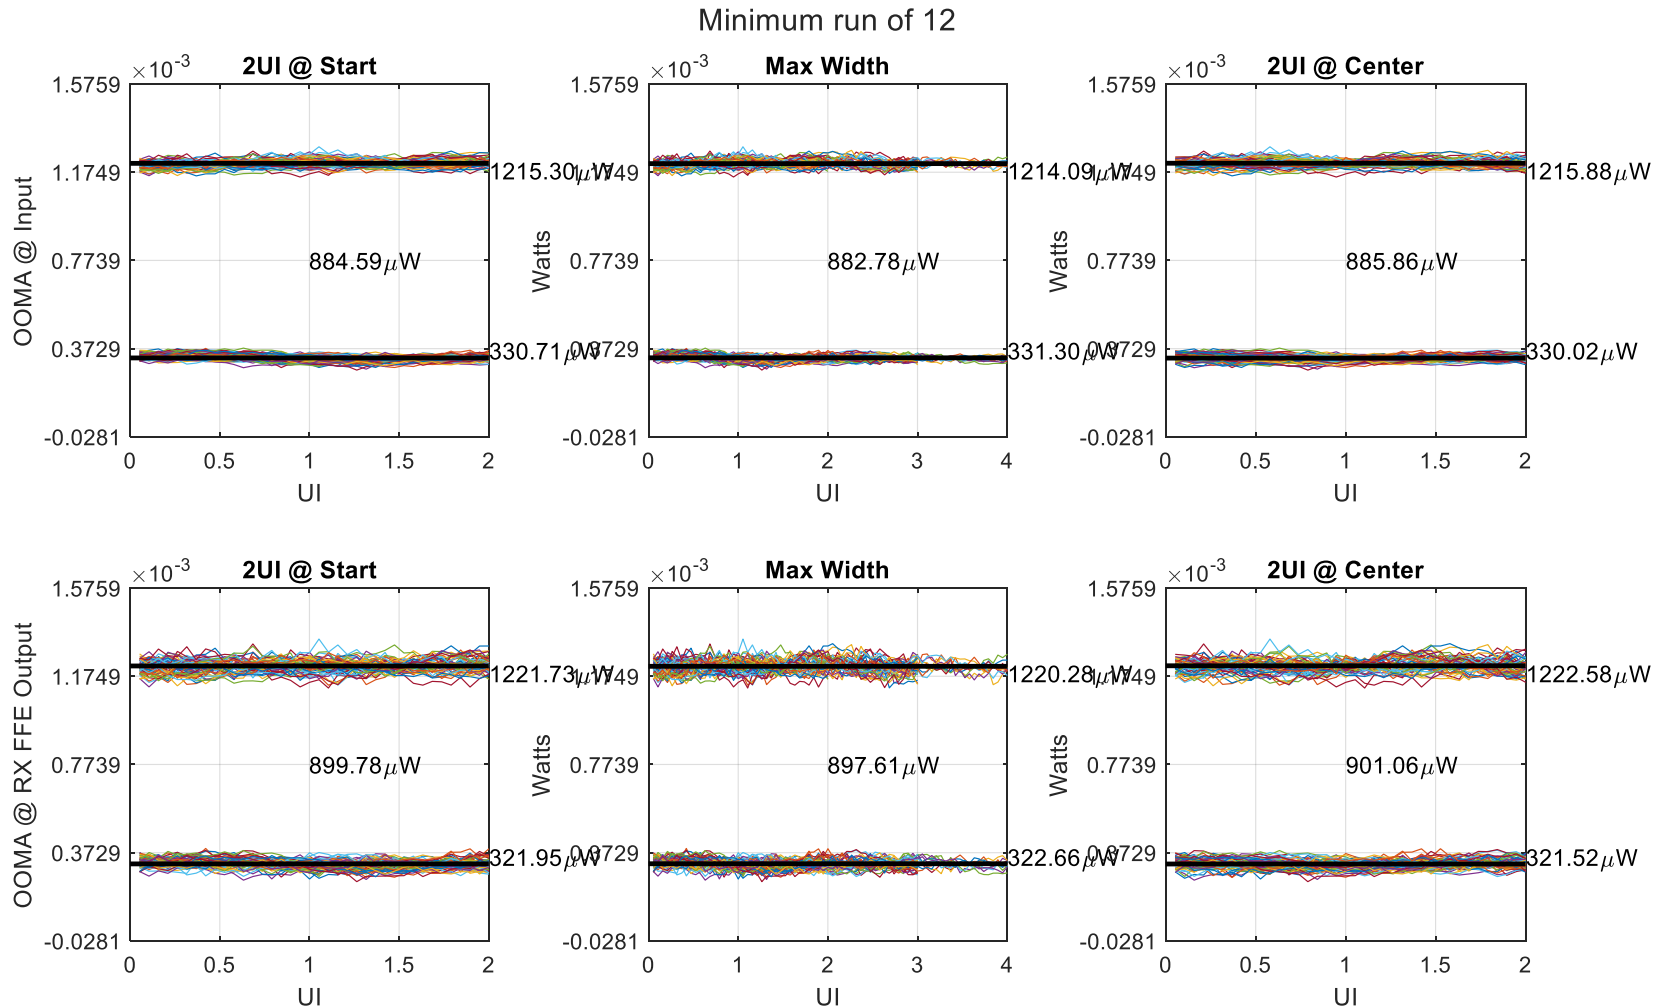 Minimum run of 12
×10-3
2UI @ Start
1.5759
1.1749
0.7739
0.3729
-0.0281
OOMA @ Input
1215.30μW
884.59μW
330.71μW
0
0.5
1
1.5
2
UI
×10-3
Max Width
1.5759
1.1749
0.7739
0.3729
-0.0281
Watts
1214.09μW
882.78μW
331.30μW
0
1
2
3
4
UI
×10-3
2UI @ Center
1.5759
1.1749
0.7739
0.3729
-0.0281
Watts
1215.88μW
885.86μW
330.02μW
0
0.5
1
1.5
2
UI
×10-3
2UI @ Start
1.5759
1.1749
0.7739
0.3729
-0.0281
OOMA @ RX FFE Output
1221.73μW
899.78μW
321.95μW
0
0.5
1
1.5
2
UI
×10-3
Max Width
1.5759
1.1749
0.7739
0.3729
-0.0281
Watts
1220.28μW
897.61μW
322.66μW
0
1
2
3
4
UI
×10-3
2UI @ Center
1.5759
1.1749
0.7739
0.3729
-0.0281
Watts
1222.58μW
901.06μW
321.52μW
0
0.5
1
1.5
2
UI